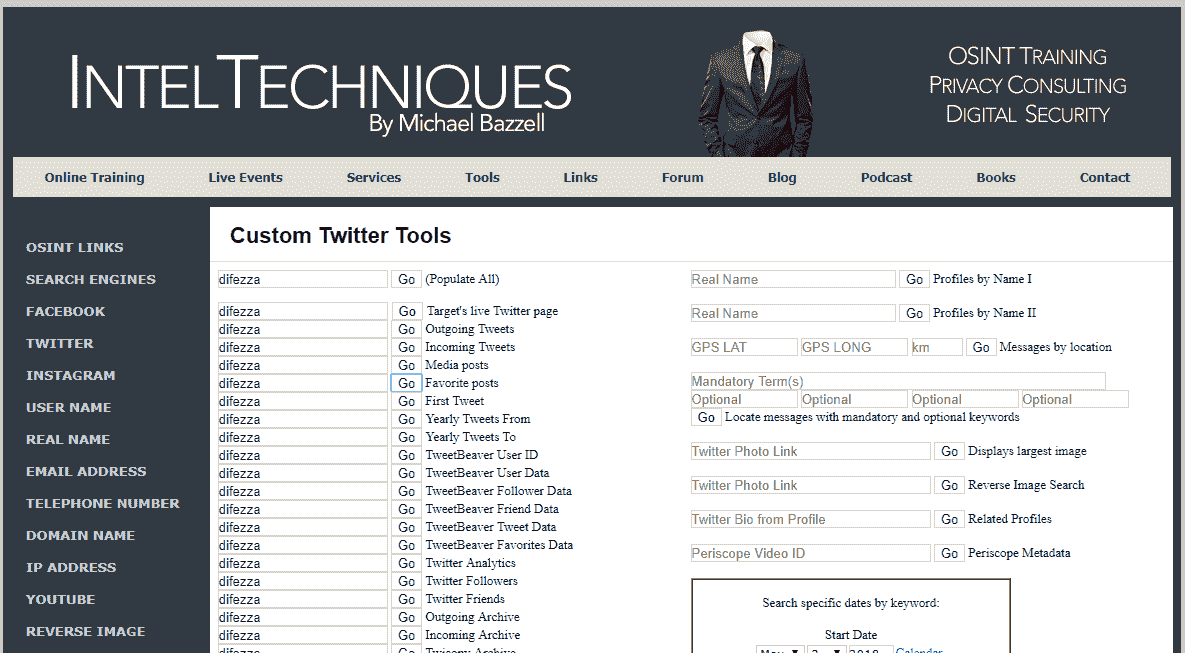 INTELTECHNIQUES
By Michael Bazzell
OSINT TRAINING
PRIVACY CONSULTING
DIGITAL SECURITY
Online Training Live Events Services Tools Links Forum Blog Podcast Books Contact
OSINT LINKS
SEARCH ENGINES
FACEBOOK
TWITTER
INSTAGRAM
USER NAME
REAL NAME
EMAIL ADDRESS
TELEPHONE NUMBER
DOMAIN NAME
IP ADDRESS
YOUTUBE
REVERSE IMAGE
Custom Twitter Tools
difezza Go (Populate All)
difezza Go Target's live Twitter page
difezza Go Outgoing Tweets
difezza Go Incoming Tweets
difezza Go Media posts
difezza Go Favorite posts
difezza Go First Tweet
difezza Go Yearly Tweets From
difezza Go Yearly Tweets To
difezza Go TweetBeaver User ID
difezza Go TweetBeaver User Data
difezza Go TweetBeaver Follower Data
difezza Go TweetBeaver Friend Data
difezza Go TweetBeaver Tweet Data
difezza Go TweetBeaver Favorites Data
difezza Go Twitter Analytics
difezza Go Twitter Followers
difezza Go Twitter Friends
difezza Go Outgoing Archive
difezza Go Incoming Archive
difezza Go
Real Name Go Profiles by Name I
Real Name Go Profiles by Name II
GPS LAT GPS LONG km Go Messages by location
Mandatory Term(s)
Optional Optional Optional Optional
Go Locate messages with mandatory and optional keywords
Twitter Photo Link Go Displays largest image
Twitter Photo Link Go Reverse Image Search
Twitter Bio from Profile Go Related Profiles
Periscope Video ID Go Periscope Metadata
Search specific dates by keyword:
Start Date
Calendar